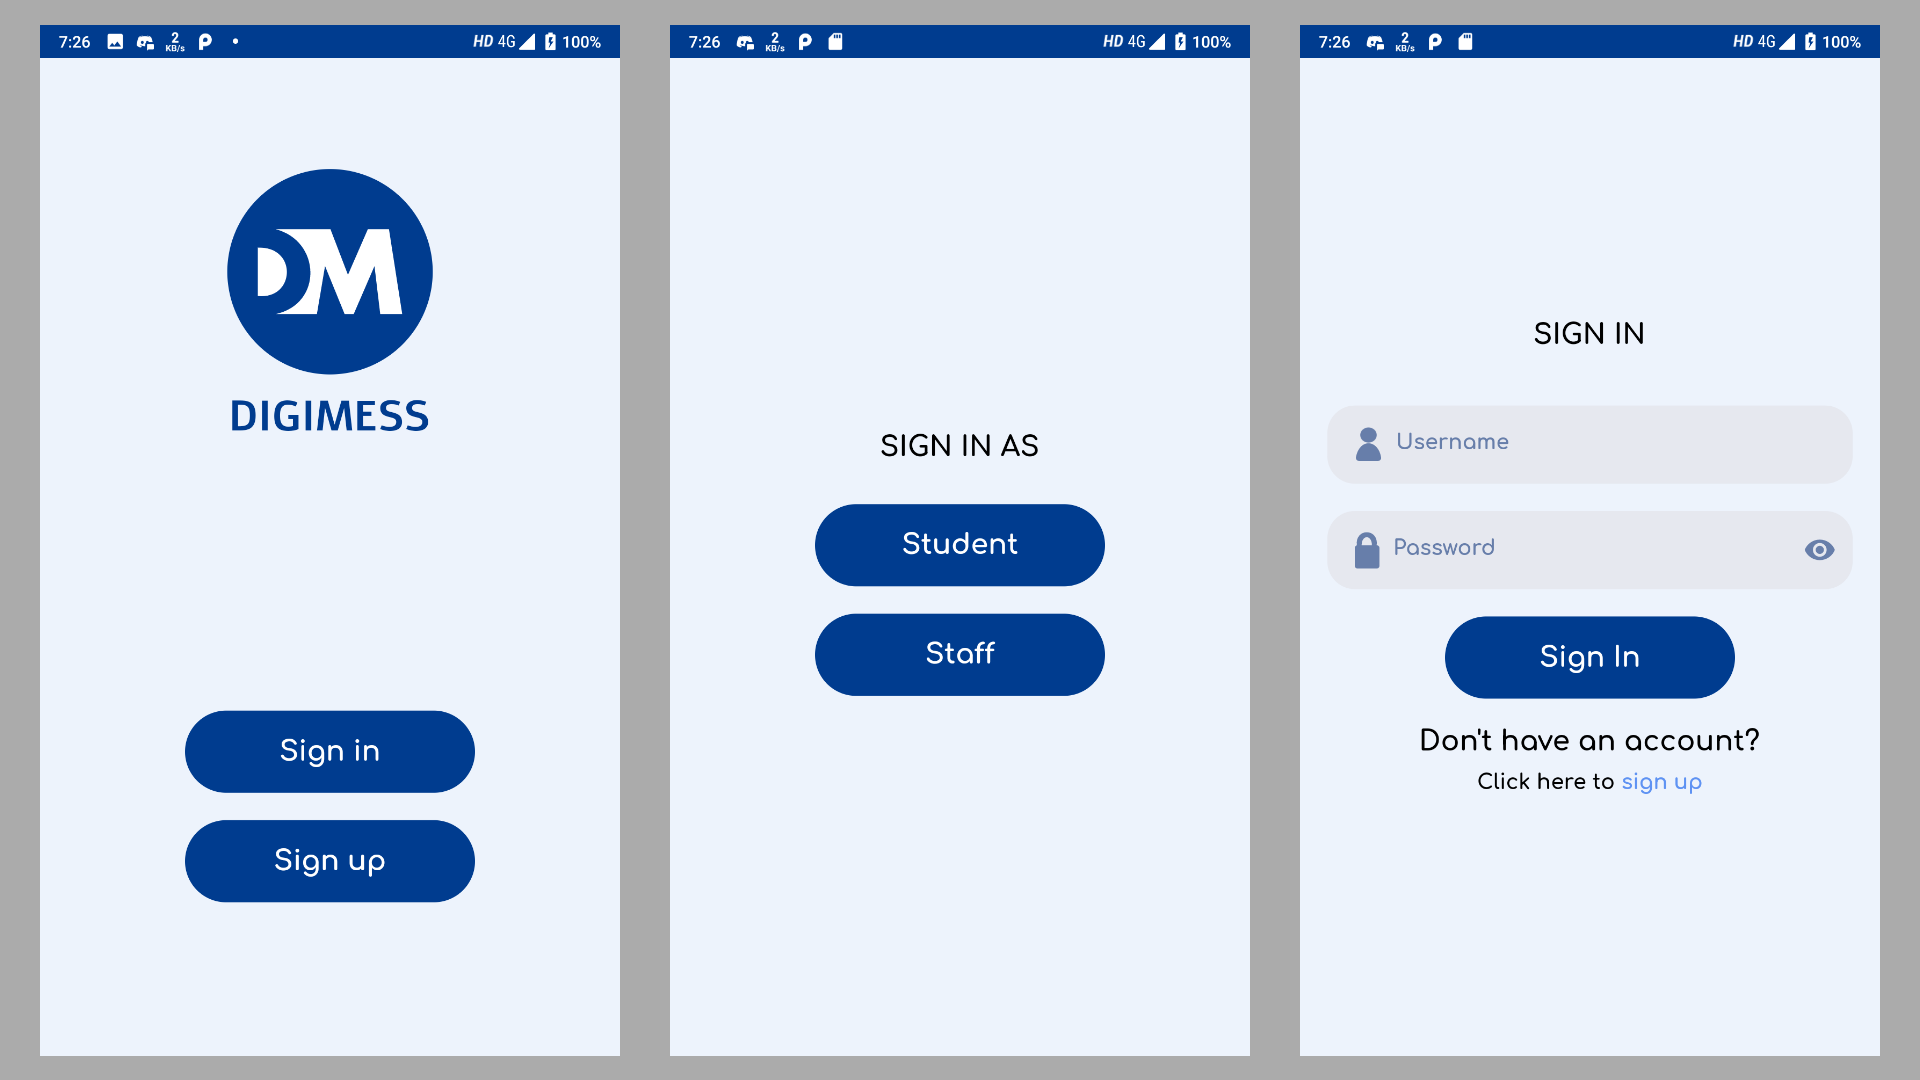 7:26 2 KB/s HD 4G 100%
DM
DIGIMESS
Sign in
Sign up
7:26 2 KB/s HD 4G 100%
SIGN IN AS
Student
Staff
7:26 2 KB/s HD 4G 100%
SIGN IN
Username
Password
Sign In
Don't have an account?
Click here to sign up